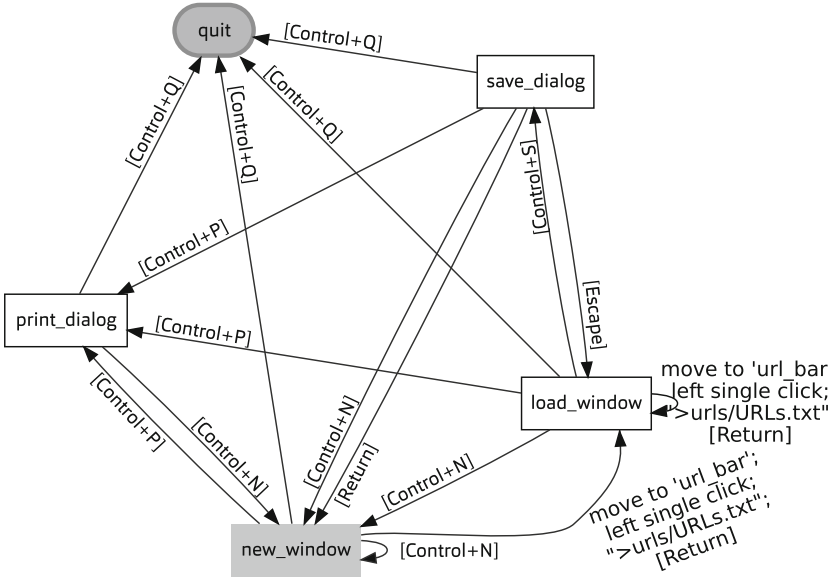 quit
[Control+Q]
save_dialog
[Control+Q]
[Control+Q]
[Control+Q]
[Control+S]
[Control+P]
[Escape]
print_dialog
[Control+P]
move to 'url_bar
left single click;
">urls/URLs.txt"
[Return]
load_window
[Control+P]
[Control+N]
[Control+N]
[Return]
[Control+N]
move to 'url_bar';
left single click;
">urls/URLs.txt";
[Return]
new_window
[Control+N]